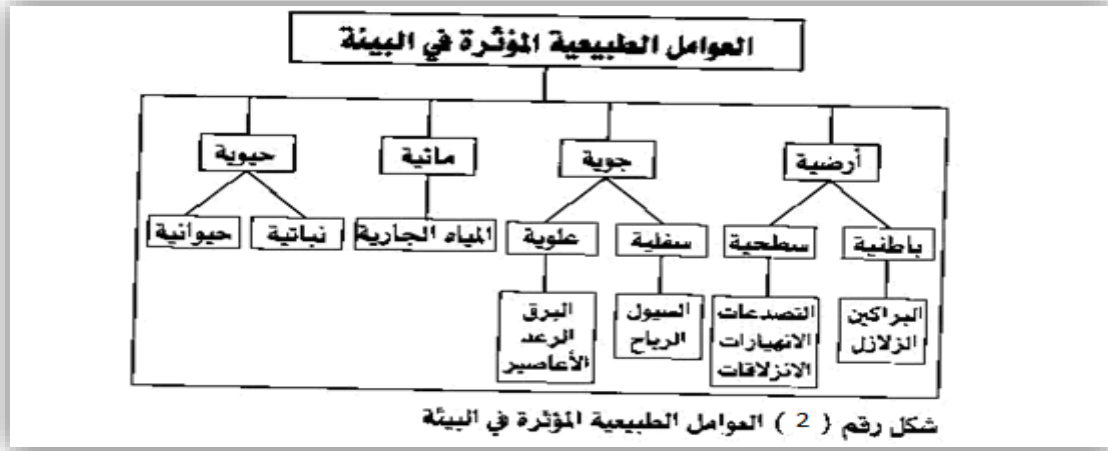 العوامل الطبيعية المؤثرة في البيئة
أرضية
جوية
مائية
حيوية
باطنية
سطحية
سفلية
علوية
المياه الجارية
نباتية
حيوانية
البراكين
الزلازل
التصدعات
الانهيارات
الانزلاقات
السيول
الرياح
البرق
الرعد
الأعاصير
شكل رقم ( 2 ) العوامل الطبيعية المؤثرة في البيئة